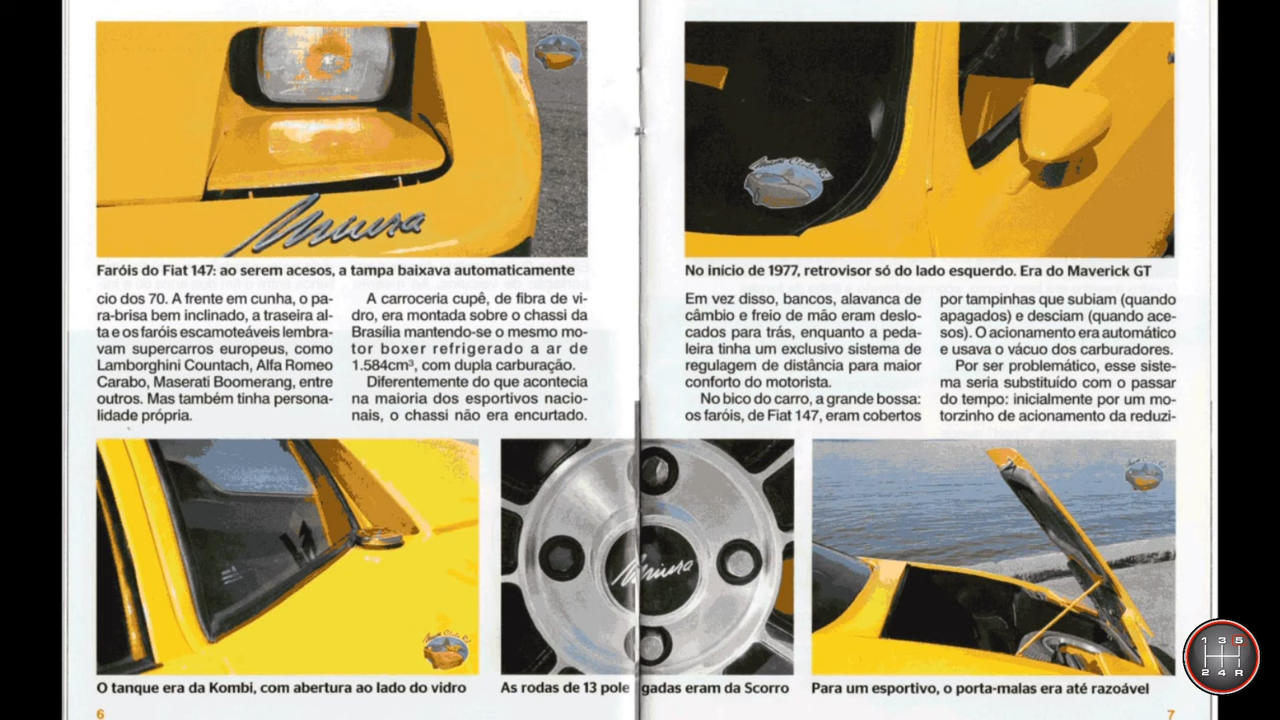 Miura
Faróis do Fiat 147: ao serem acesos, a tampa baixava automaticamente
cio dos 70. A frente em cunha, o pa-
ra-brisa bem inclinado, a traseira al-
ta e os faróis escamoteáveis lembra-
vam supercarros europeus, como
Lamborghini Countach, Alfa Romeo
Carabo, Maserati Boomerang, entre
outros. Mas também tinha persona-
lidade própria.
A carroceria cupê, de fibra de vi-
dro, era montada sobre o chassi da
Brasília mantendo-se o mesmo mo-
tor boxer refrigerado a ar de
1.584cm³, com dupla carburação.
Diferentemente do que acontecia
na maioria dos esportivos nacio-
nais, o chassi não era encurtado.
O tanque era da Kombi, com abertura ao lado do vidro
6
No início de 1977, retrovisor só do lado esquerdo. Era do Maverick GT
Em vez disso, bancos, alavanca de
câmbio e freio de mão eram deslo-
cados para trás, enquanto a peda-
leira tinha um exclusivo sistema de
regulagem de distância para maior
conforto do motorista.
No bico do carro, a grande bossa:
os faróis, de Fiat 147, eram cobertos
por tampinhas que subiam (quando
apagados) e desciam (quando ace-
sos). O acionamento era automático
e usava o vácuo dos carburadores.
Por ser problemático, esse siste-
ma seria substituído com o passar
do tempo: inicialmente por um mo-
torzinho de acionamento da reduzi-
Miura
As rodas de 13 pole gadas eram da Scorro
Para um esportivo, o porta-malas era até razoável
7
1 3 5
2 4 R